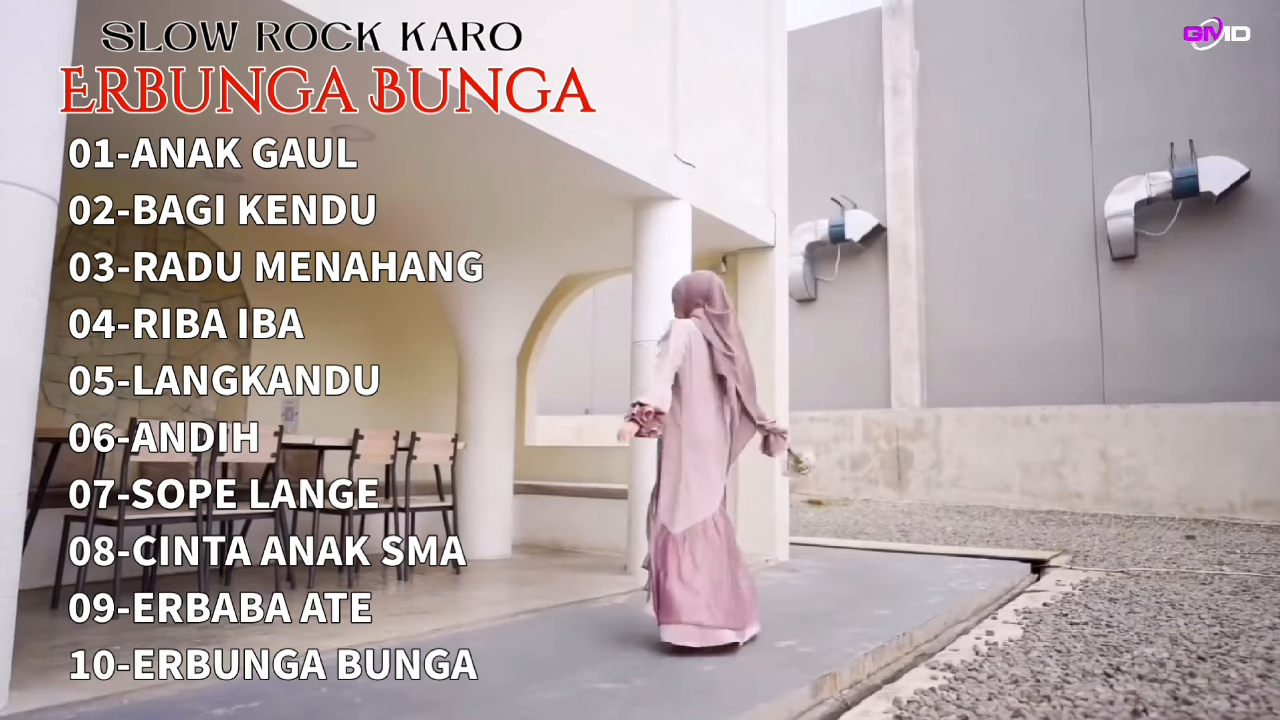 SLOW ROCK KARO
ERBUNGA BUNGA
GMD
01-ANAK GAUL
02-BAGI KENDU
03-RADU MENAHANG
04-RIBA IBA
05-LANGKANDU
06-ANDIH
07-SOPE LANGE
08-CINTA ANAK SMA
09-ERBABA ATE
10-ERBUNGA BUNGA